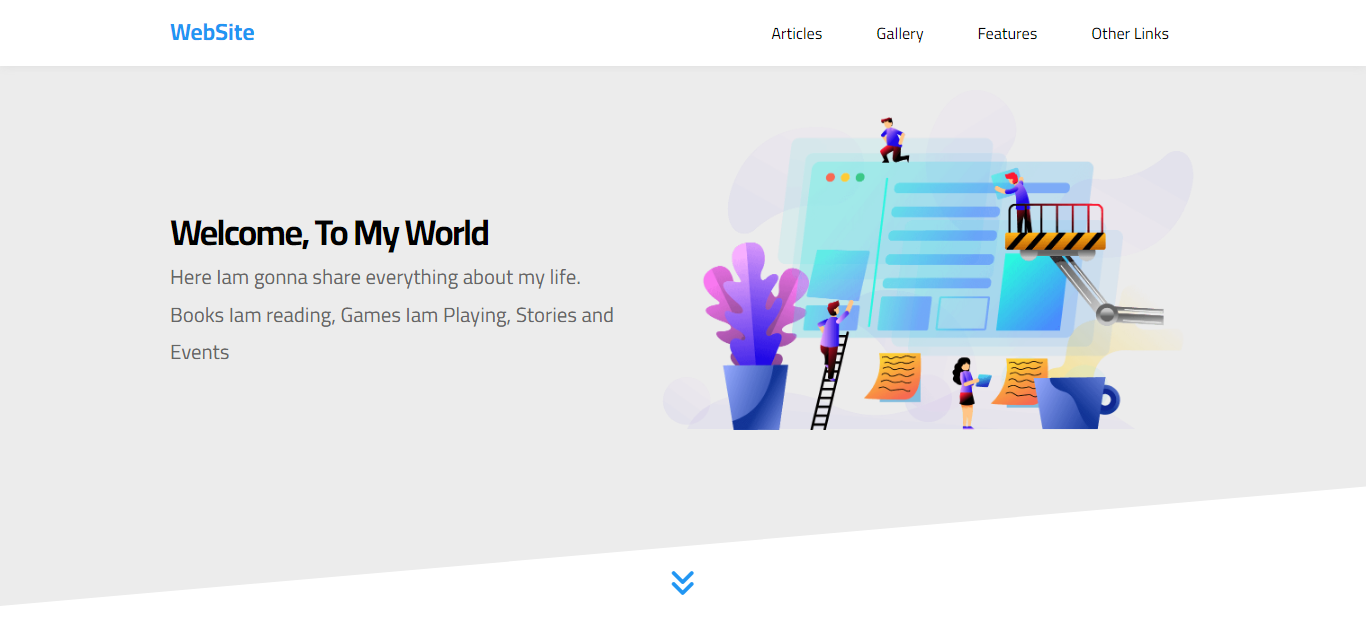 WebSite
Articles Gallery Features Other Links
Welcome, To My World
Here Iam gonna share everything about my life.
Books Iam reading, Games Iam Playing, Stories and
Events